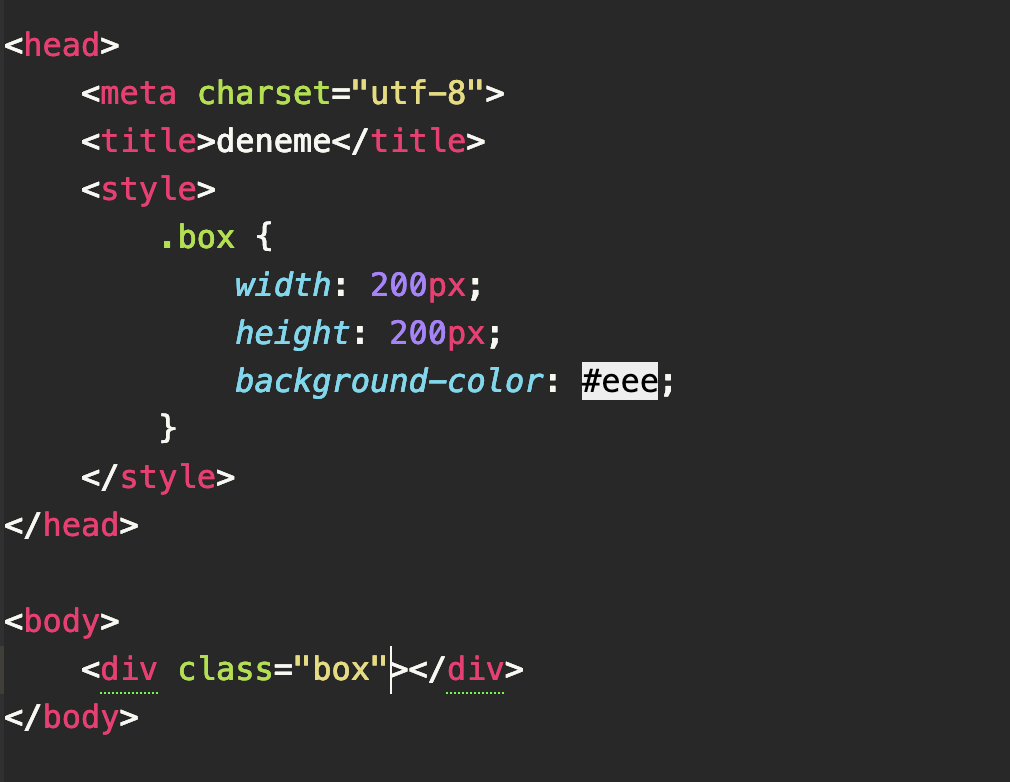 <head>
    <meta charset="utf-8">
    <title>deneme</title>
    <style>
        .box {
            width: 200px;
            height: 200px;
            background-color: #eee;
        }
    </style>
</head>

<body>
    <div class="box"></div>
</body>